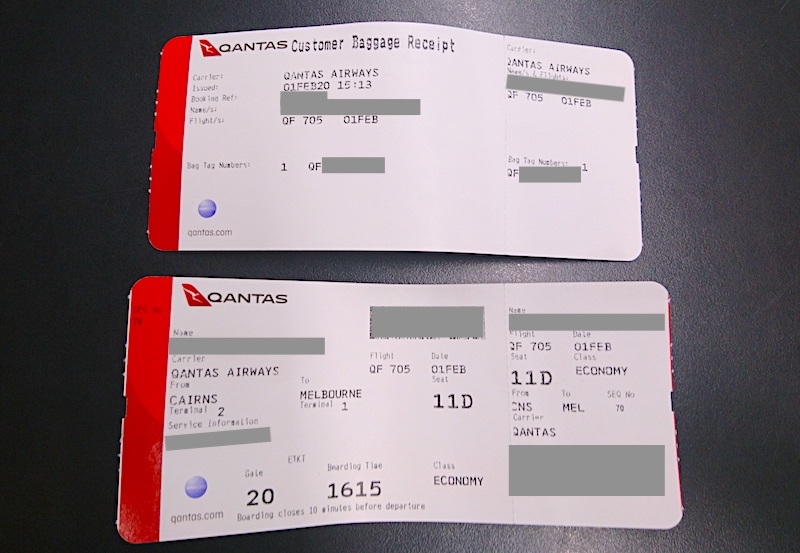 QANTAS Customer Baggage Receipt
Carrier: QANTAS AIRWAYS
Issued: 01FEB20 15:13
Booking Ref:
Name/s:
Flight/s: QF 705 01FEB
Bag Tag Numbers: 1 QF
qantas.com
Carrier:
QANTAS AIRWAYS
Name/s & Flight/s:
QF 705 01FEB
Bag Tag Numbers: 1
QF
QANTAS
Name
Carrier
QANTAS AIRWAYS
From
CAIRNS
Terminal 2
To
MELBOURNE
Terminal 1
Flight
QF 705
Date
01FEB
Seat
11D
Service Information
ETKT
Gate
20
Boarding Time
1615
Class
ECONOMY
Boarding closes 10 minutes before departure
qantas.com
Name
Flight
QF 705
Date
01FEB
Seat
11D
Class
ECONOMY
From
CNS
To
MEL
SEQ No
70
Carrier
QANTAS